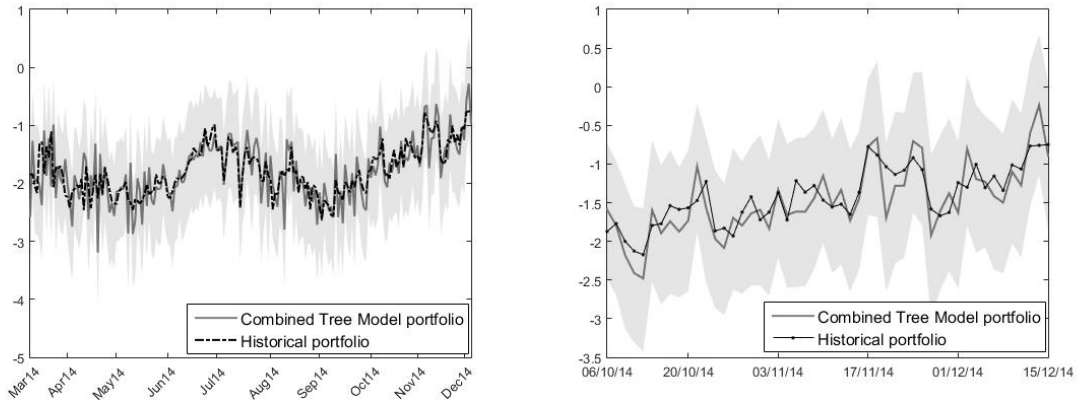 1
0
-1
-2
-3
-4
-5
Mar14
Apr14
May14
Jun14
Jul14
Aug14
Sep14
Oct14
Nov14
Dec14
Combined Tree Model portfolio
Historical portfolio
1
0.5
0
-0.5
-1
-1.5
-2
-2.5
-3
-3.5
06/10/14
20/10/14
03/11/14
17/11/14
01/12/14
15/12/14
Combined Tree Model portfolio
Historical portfolio